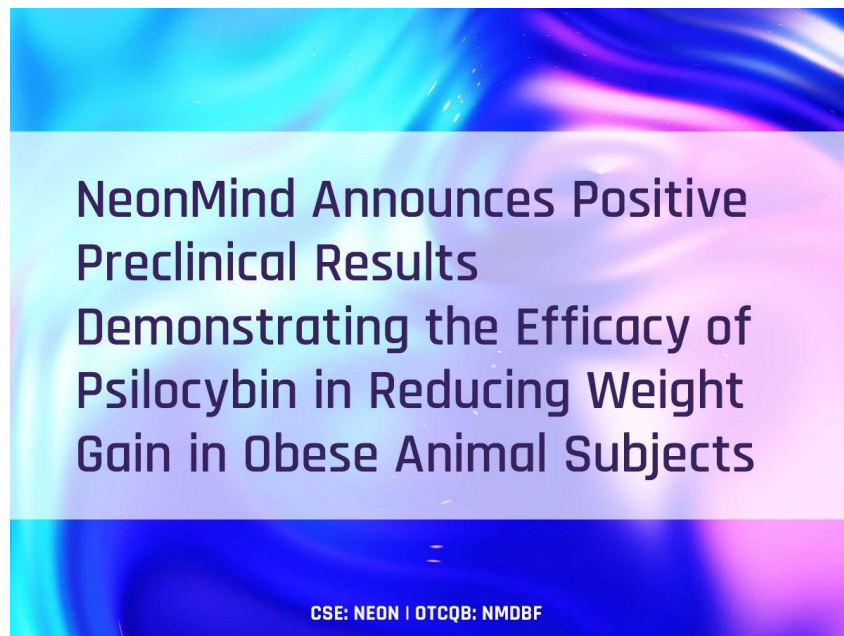 NeonMind Announces Positive
Preclinical Results
Demonstrating the Efficacy of
Psilocybin in Reducing Weight
Gain in Obese Animal Subjects
CSE: NEON | OTCQB: NMDBF